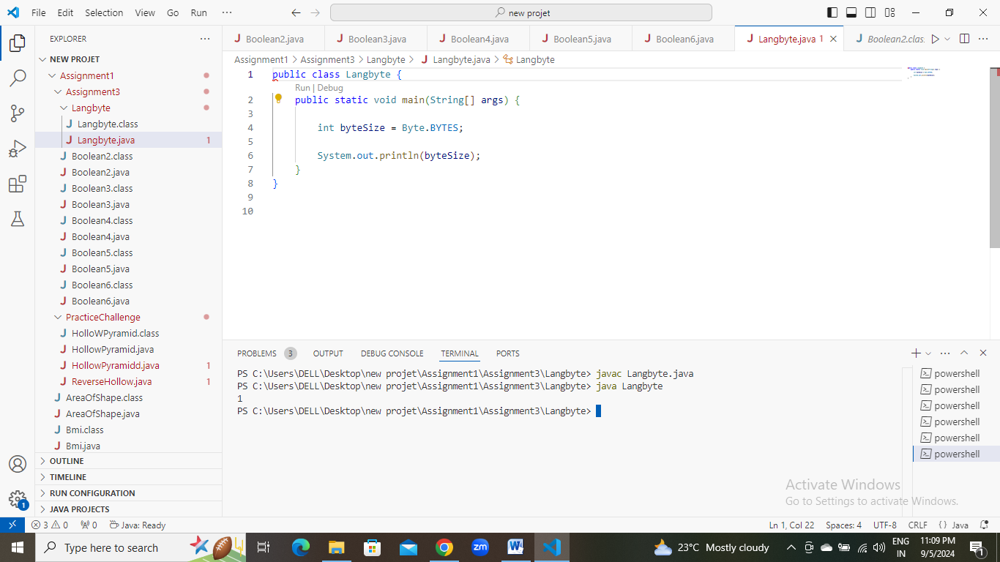 File Edit Selection View Go Run ··· new projet
EXPLORER ···
NEW PROJET
Assignment1
Assignment3
Langbyte
J Langbyte.class
J Langbyte.java 1
J Boolean2.class
J Boolean2.java
J Boolean3.class
J Boolean3.java
J Boolean4.class
J Boolean4.java
J Boolean5.class
J Boolean5.java
J Boolean6.class
J Boolean6.java
PracticeChallenge
J HolloWPyramid.class
J HollowPyramid.java
J HollowPyramidd.java 1
J ReverseHollow.java 1
J AreaOfShape.class
J AreaOfShape.java
J Bmi.class
J Bmi.java
OUTLINE
TIMELINE
RUN CONFIGURATION
JAVA PROJECTS
J Boolean2.java J Boolean3.java J Boolean4.java J Boolean5.java J Boolean6.java J Langbyte.java 1 J Boolean2.clas
Assignment1 > Assignment3 > Langbyte > J Langbyte.java > Langbyte
1 public class Langbyte {
Run | Debug
2 public static void main(String[] args) {
3
4 int byteSize = Byte.BYTES;
5
6 System.out.println(byteSize);
7 }
8 }
9
10
PROBLEMS 3 OUTPUT DEBUG CONSOLE TERMINAL PORTS
PS C:\Users\DELL\Desktop\new projet\Assignment1\Assignment3\Langbyte> javac Langbyte.java
PS C:\Users\DELL\Desktop\new projet\Assignment1\Assignment3\Langbyte> java Langbyte
1
PS C:\Users\DELL\Desktop\new projet\Assignment1\Assignment3\Langbyte>
powershell
powershell
powershell
powershell
powershell
powershell
Activate Windows
Go to Settings to activate Windows.
1
3 0 0 Java: Ready Ln 1, Col 22 Spaces: 4 UTF-8 CRLF {} Java
Type here to search zm W 23°C Mostly cloudy ENG IN 11:09 PM 9/5/2024 1